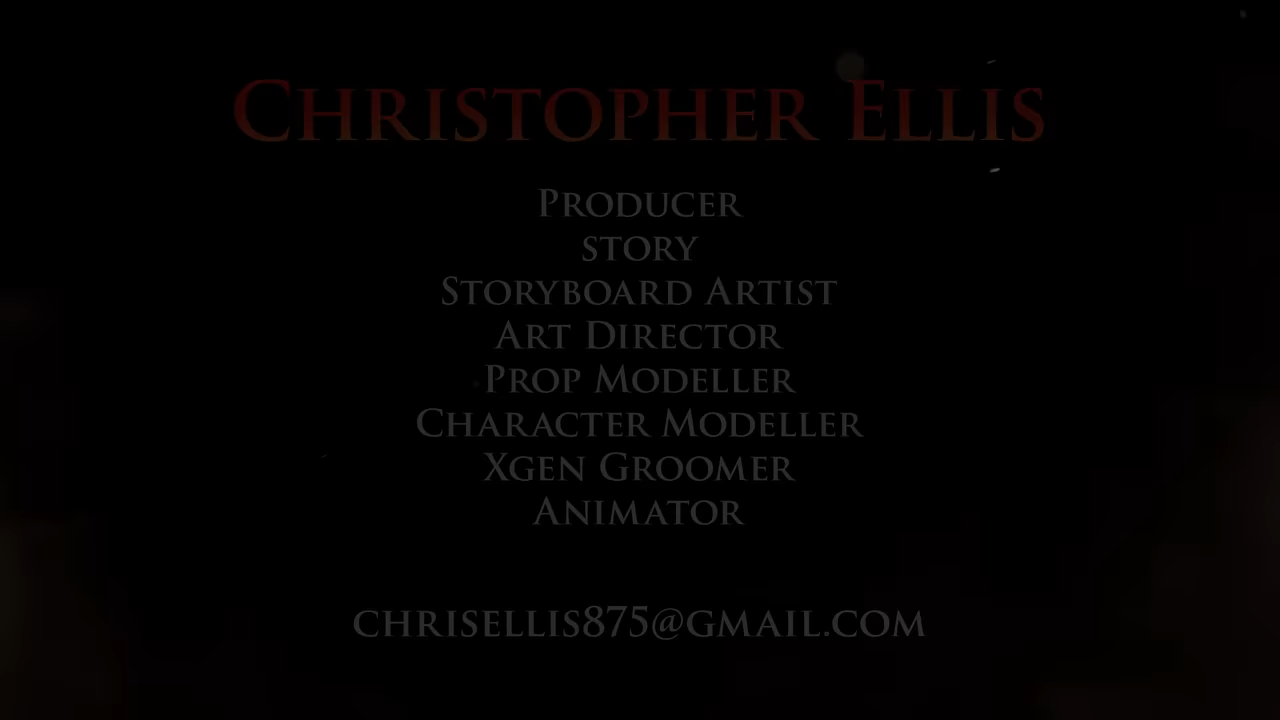 Christopher Ellis
Producer
story
Storyboard Artist
Art Director
Prop Modeller
Character Modeller
Xgen Groomer
Animator
chrisellis875@gmail.com